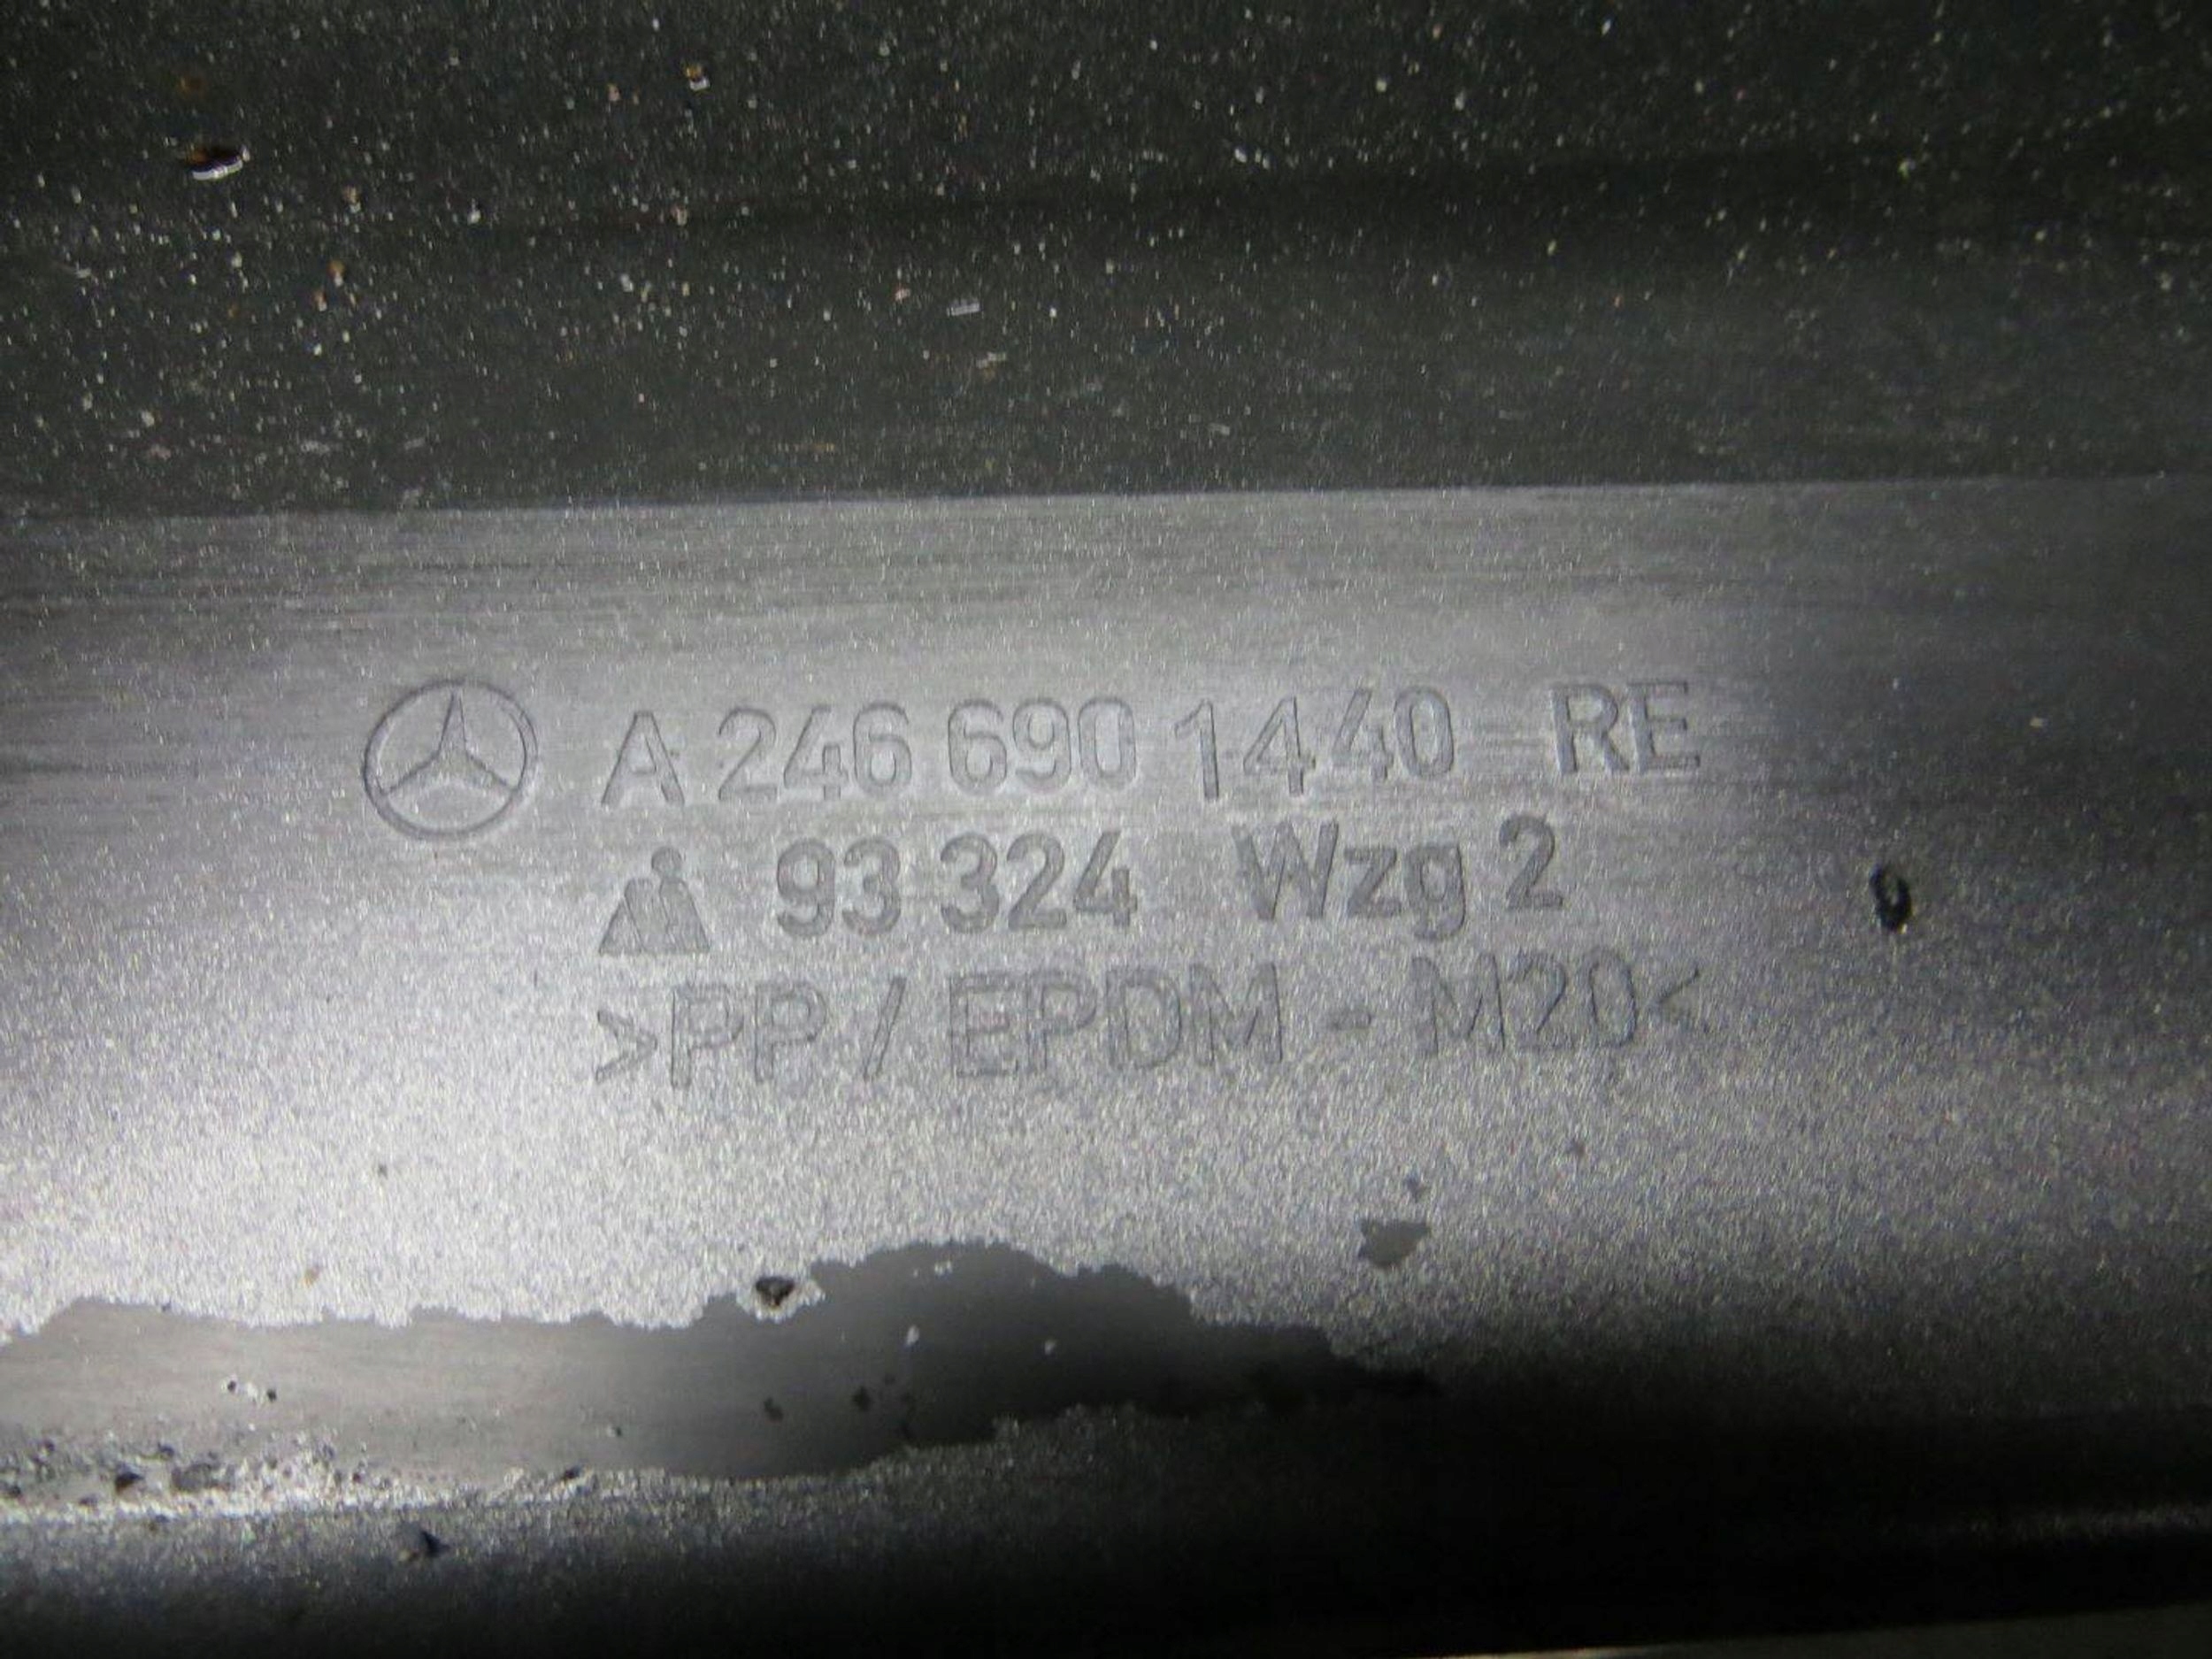 A 246 690 1440 RE
93 324 Wzg 2
>PP / EPDM - M20<